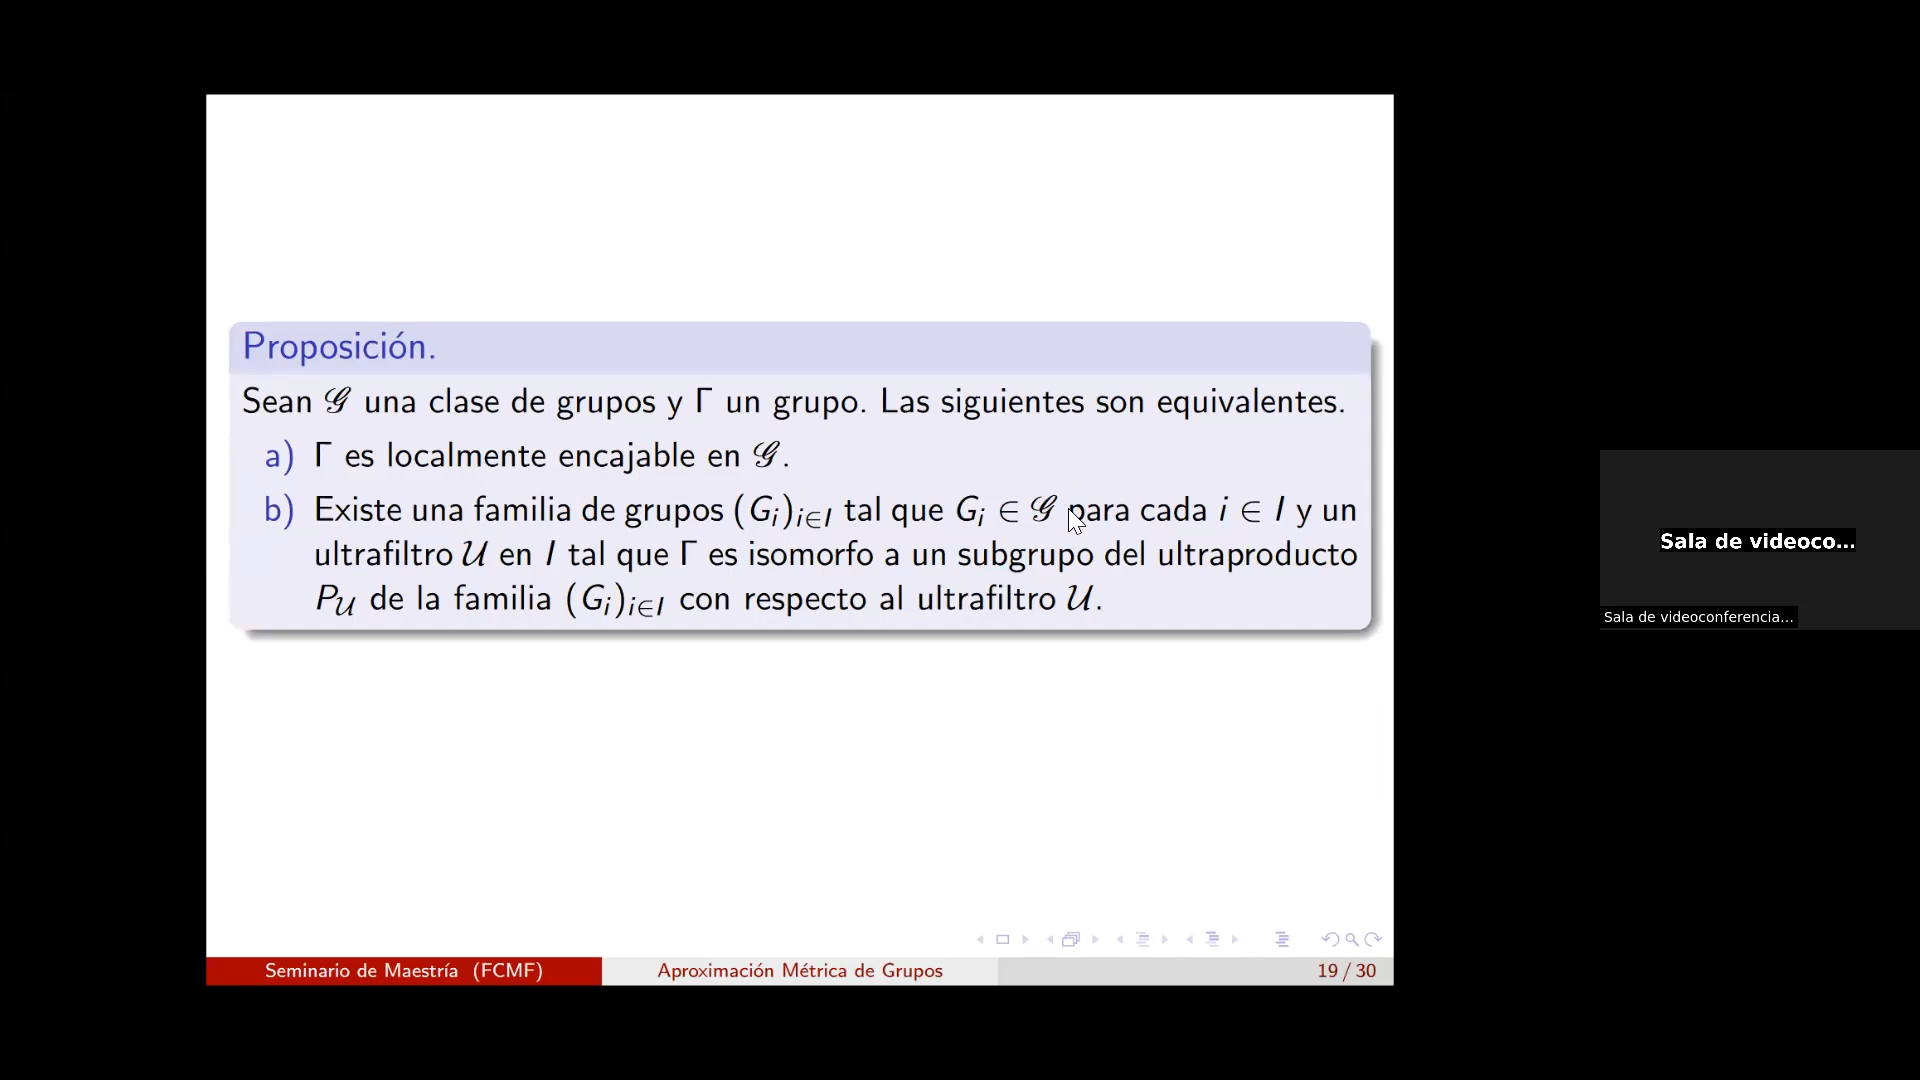 Proposición.
Sean 𝒢 una clase de grupos y Γ un grupo. Las siguientes son equivalentes.
a) Γ es localmente encajable en 𝒢.
b) Existe una familia de grupos (G_i)_{i∈I} tal que G_i ∈ 𝒢 para cada i ∈ I y un
ultrafiltro 𝒰 en I tal que Γ es isomorfo a un subgrupo del ultraproducto
P_𝒰 de la familia (G_i)_{i∈I} con respecto al ultrafiltro 𝒰.
Seminario de Maestría (FCMF)
Aproximación Métrica de Grupos
19 / 30
Sala de videoco...
Sala de videoconferencia...